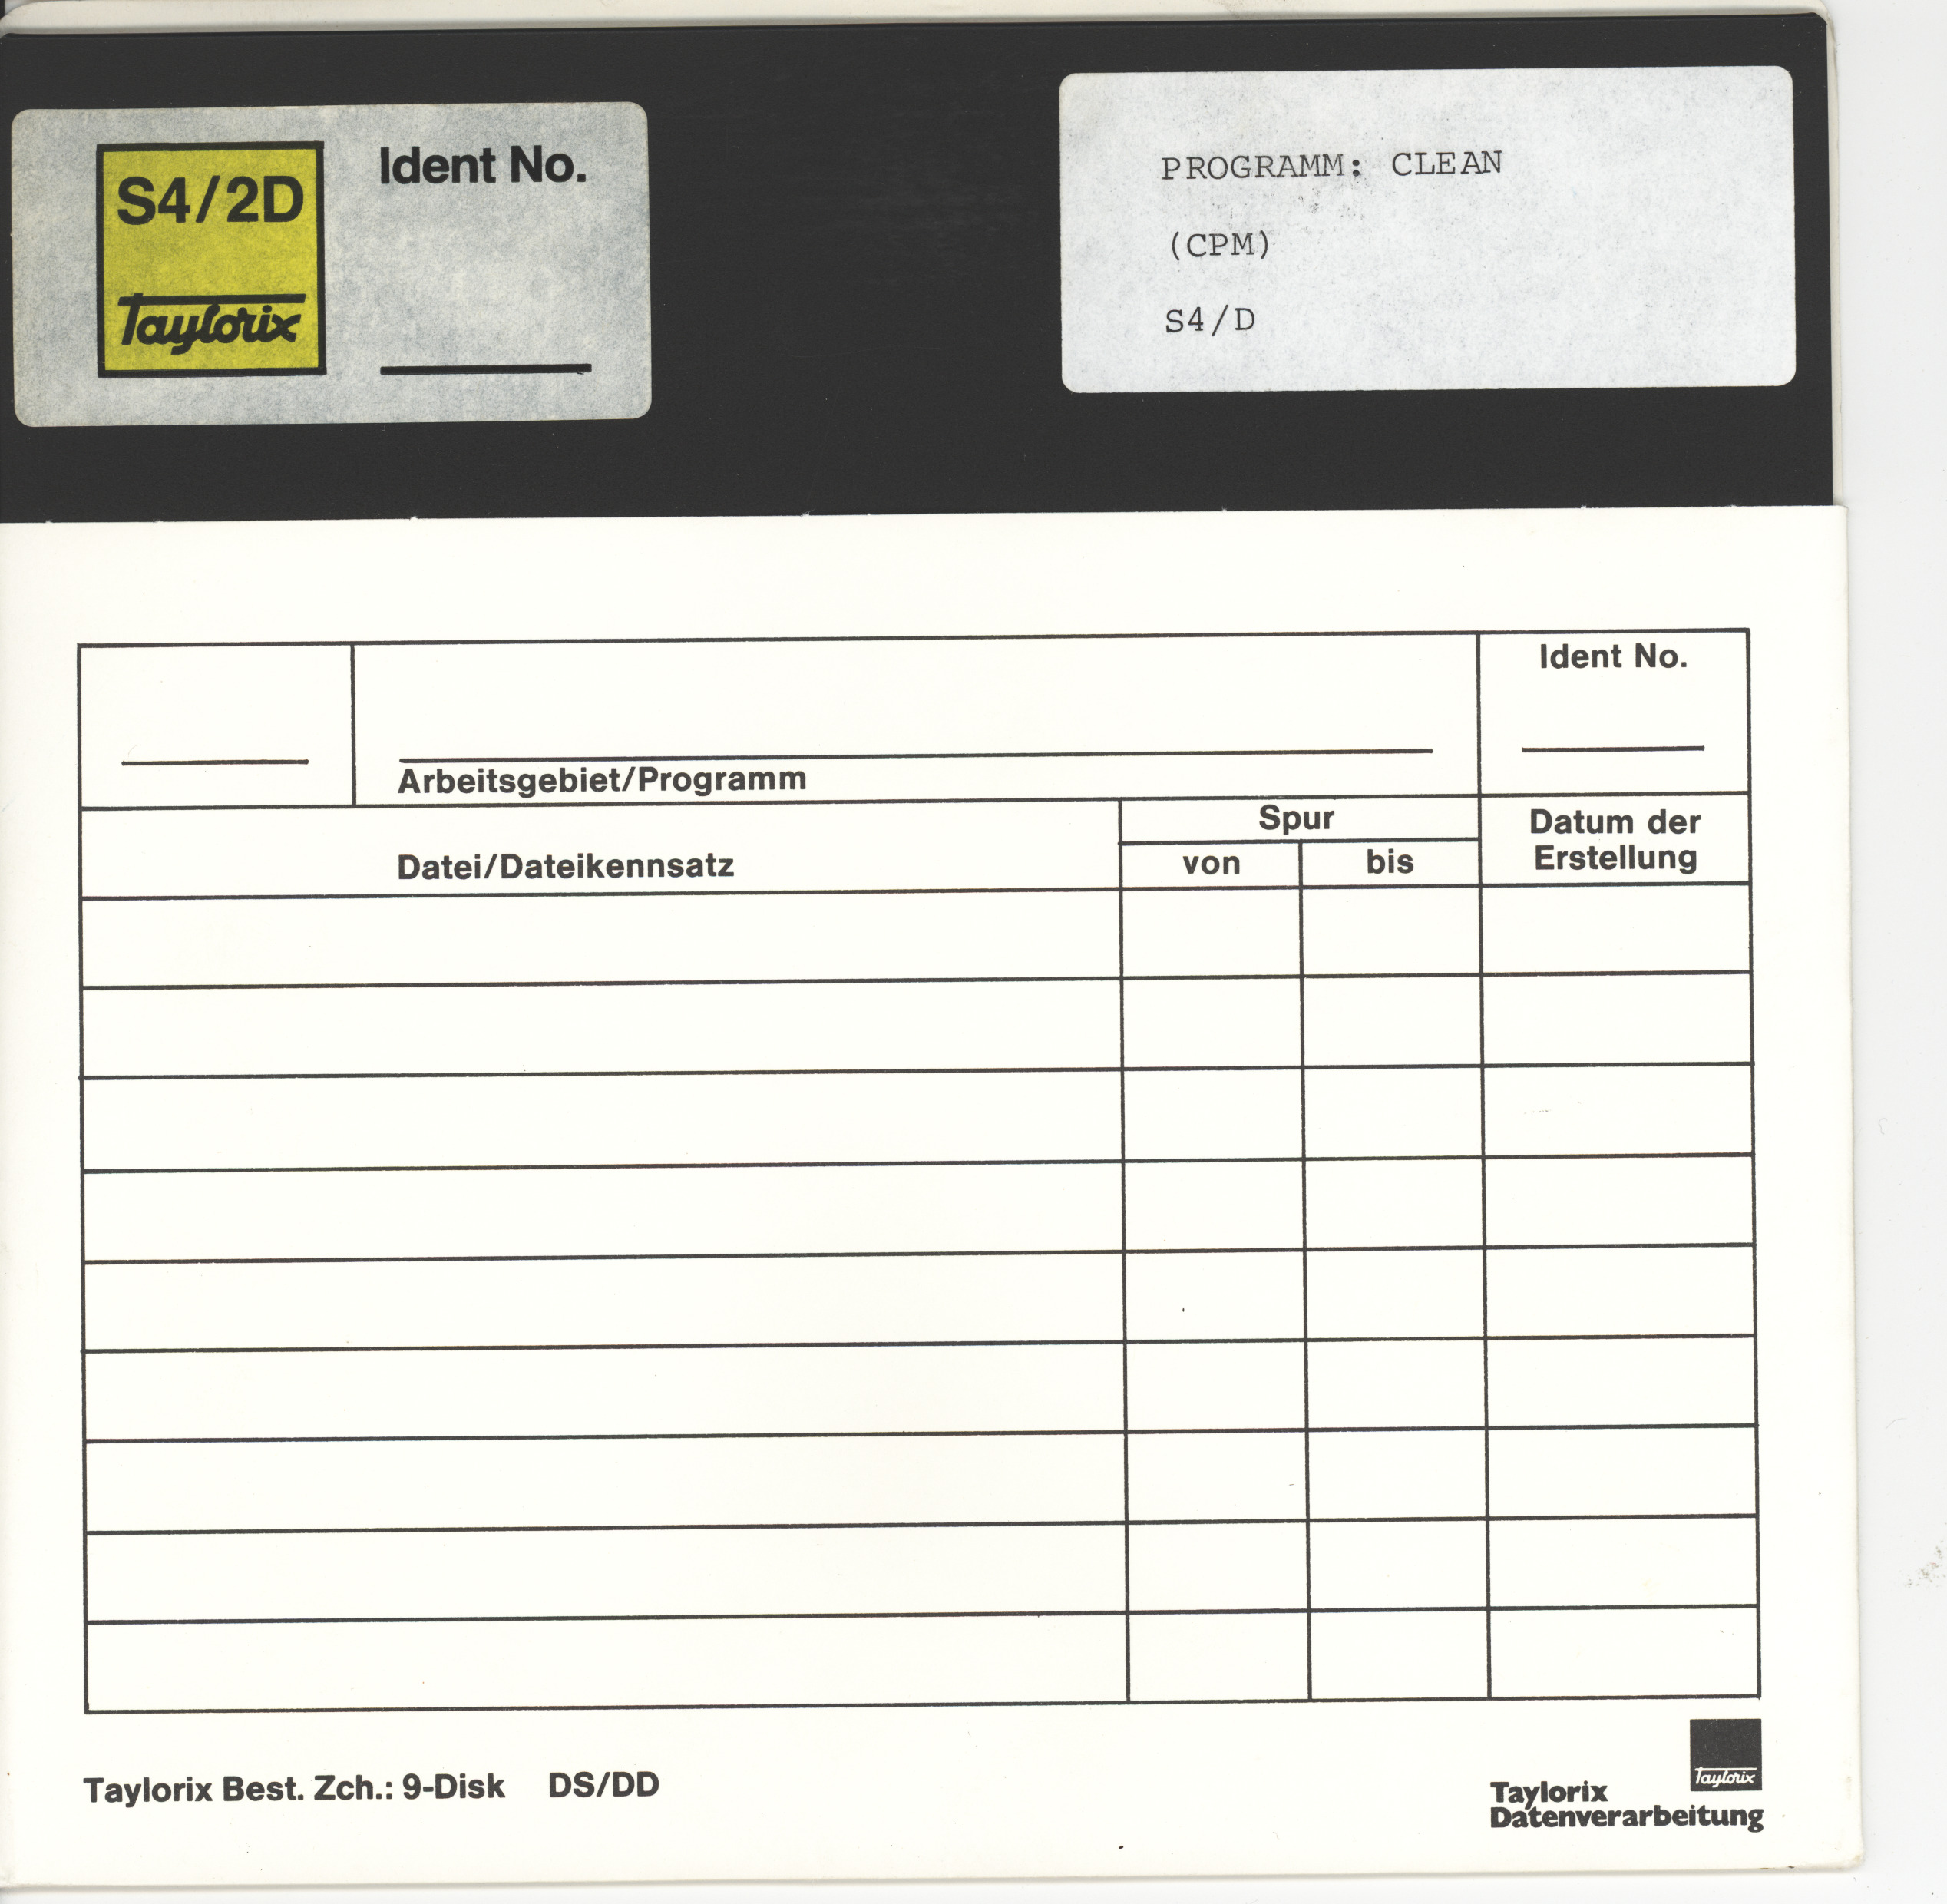 S4/2D
Taylorix
Ident No.
PROGRAMM: CLEAN
(CPM)
S4/D
Ident No.
Arbeitsgebiet/Programm
Datei/Dateikennsatz
Spur
von
bis
Datum der
Erstellung
Taylorix Best. Zch.: 9-Disk DS/DD
Taylorix
Taylorix
Datenverarbeitung